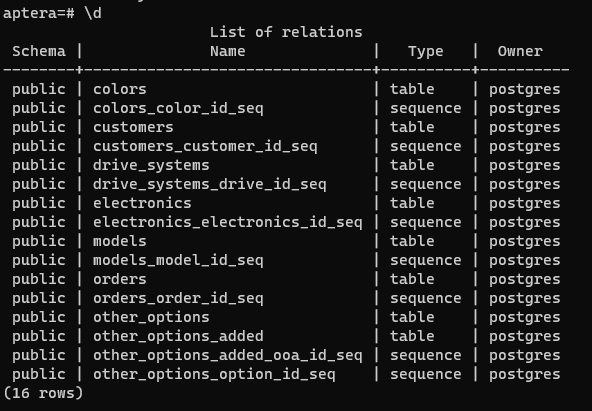 aptera=# \d
                       List of relations
 Schema |              Name              |   Type   |  Owner
--------+--------------------------------+----------+----------
 public | colors                         | table    | postgres
 public | colors_color_id_seq            | sequence | postgres
 public | customers                      | table    | postgres
 public | customers_customer_id_seq      | sequence | postgres
 public | drive_systems                  | table    | postgres
 public | drive_systems_drive_id_seq     | sequence | postgres
 public | electronics                    | table    | postgres
 public | electronics_electronics_id_seq | sequence | postgres
 public | models                         | table    | postgres
 public | models_model_id_seq            | sequence | postgres
 public | orders                         | table    | postgres
 public | orders_order_id_seq            | sequence | postgres
 public | other_options                  | table    | postgres
 public | other_options_added            | table    | postgres
 public | other_options_added_ooa_id_seq | sequence | postgres
 public | other_options_option_id_seq    | sequence | postgres
(16 rows)